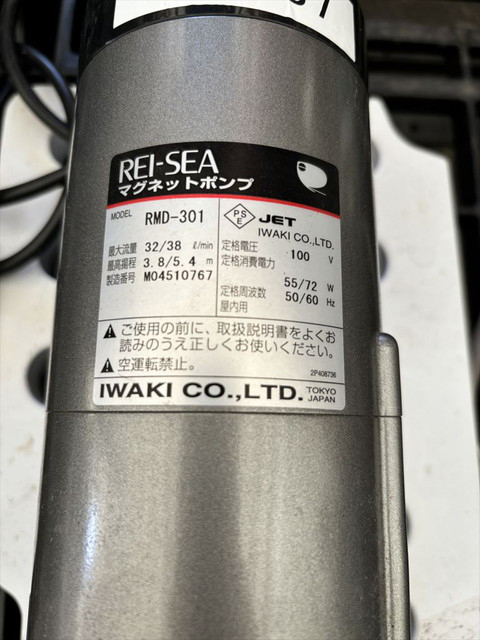 REI-SEA
マグネットポンプ
MODEL RMD-301
最大流量 32/38 ℓ/min
最高揚程 3.8/5.4 m
製造番号 M04510767
PSE JET
IWAKI CO.,LTD.
定格電圧 100 V
定格消費電力
55/72 W
定格周波数 50/60 Hz
屋内用
ご使用の前に、取扱説明書をよくお
読みのうえ正しくお使いください。
空運転禁止。
2P408736
IWAKI CO.,LTD. TOKYO JAPAN